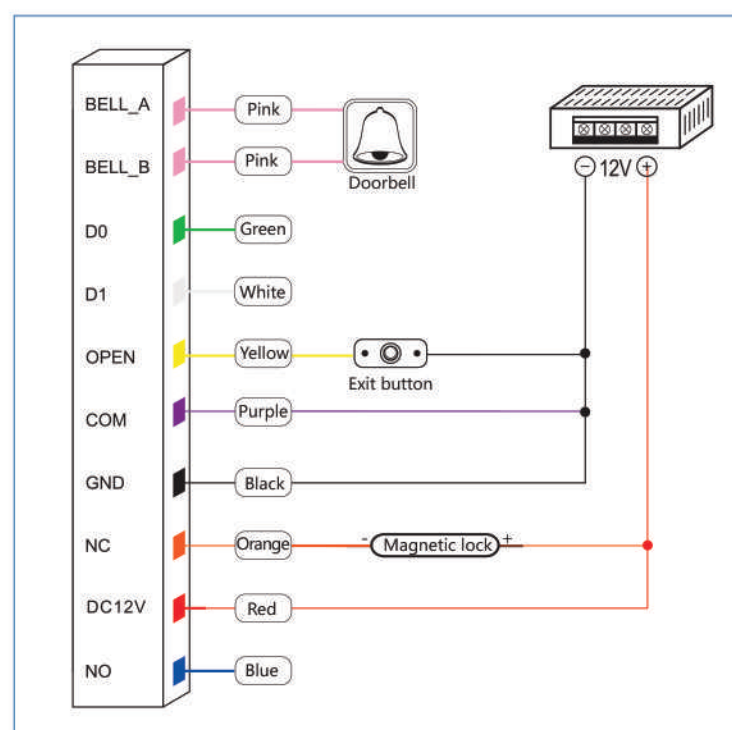 BELL_A
Pink
BELL_B
Pink
Doorbell
− 12V +
D0
Green
D1
White
OPEN
Yellow
Exit button
COM
Purple
GND
Black
NC
Orange
- Magnetic lock +
DC12V
Red
NO
Blue